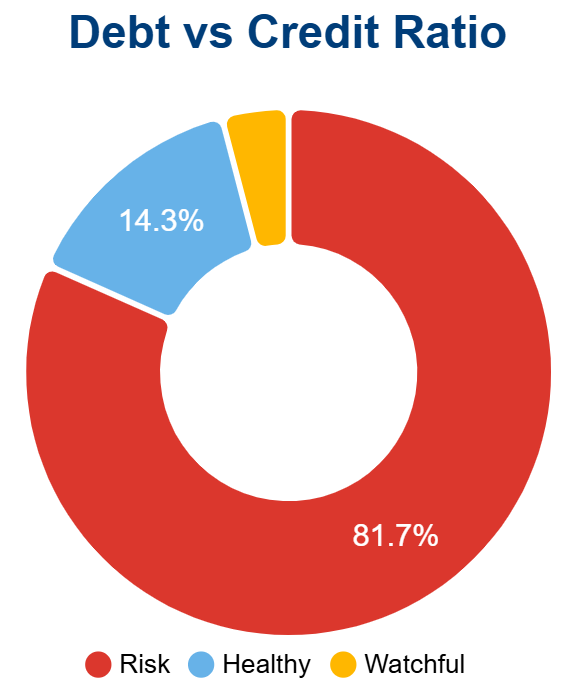 Debt vs Credit Ratio
14.3%
81.7%
Risk Healthy Watchful